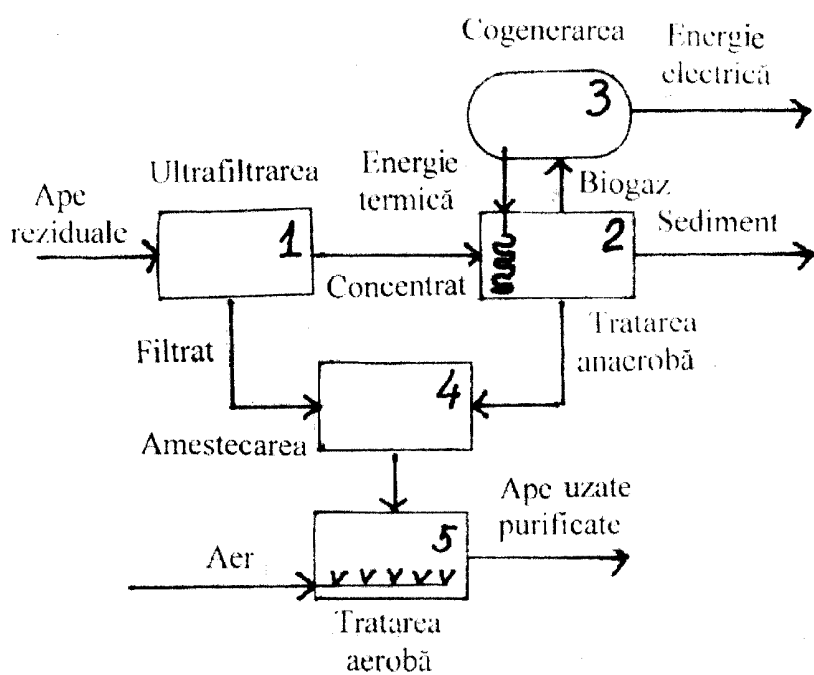 Cogenerarea
Energie
electrică
3
Ultrafiltrarea
Energie
termică
Biogaz
Ape
reziduale
1
2
Sediment
Concentrat
Filtrat
Tratarea
anaerobă
4
Amestecarea
Ape uzate
purificate
5
Aer
Tratarea
aerobă